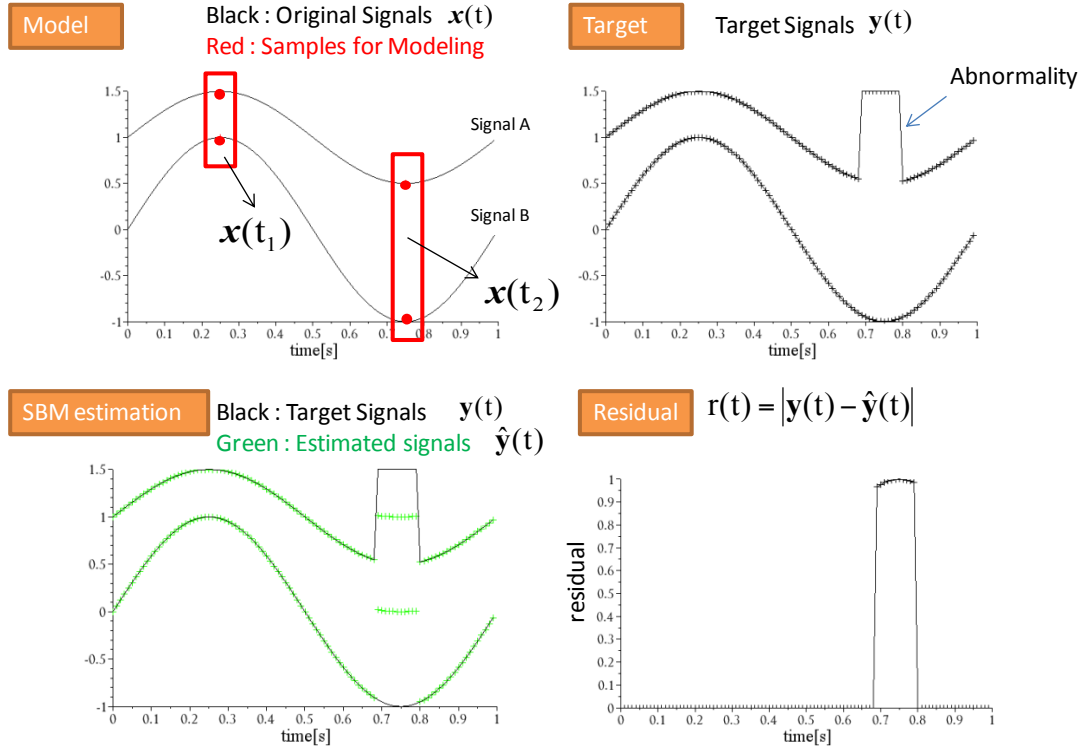 Model
Black : Original Signals x(t)
Red : Samples for Modeling
1.5
1
0.5
0
-0.5
-1
Signal A
Signal B
x(t₁)
x(t₂)
0 0.1 0.2 0.3 0.4 0.5 0.6 0.7 0.8 0.9 1
time[s]
Target
Target Signals y(t)
Abnormality
1.5
1
0.5
0
-0.5
-1
0 0.1 0.2 0.3 0.4 0.5 0.6 0.7 0.8 0.9 1
time[s]
SBM estimation
Black : Target Signals y(t)
Green : Estimated signals ŷ(t)
1.5
1
0.5
0
-0.5
-1
0 0.1 0.2 0.3 0.4 0.5 0.6 0.7 0.8 0.9 1
time[s]
Residual
r(t) = |y(t) − ŷ(t)|
residual
1
0.9
0.8
0.7
0.6
0.5
0.4
0.3
0.2
0.1
0
0 0.1 0.2 0.3 0.4 0.5 0.6 0.7 0.8 0.9 1
time[s]